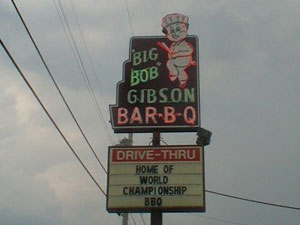 "BIG
BOB"
GIBSON
BAR-B-Q
DRIVE-THRU
HOME OF
WORLD
CHAMPIONSHIP
BBQ